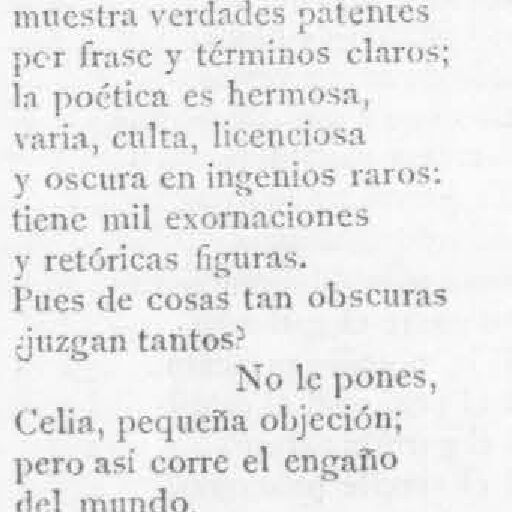 muestra verdades patentes
por frase y términos claros;
la poética es hermosa,
varia, culta, licenciosa
y oscura en ingenios raros:
tiene mil exornaciones
y retóricas figuras.
Pues de cosas tan obscuras
¿juzgan tantos?
No le pones,
Celia, pequeña objeción;
pero así corre el engaño
del mundo